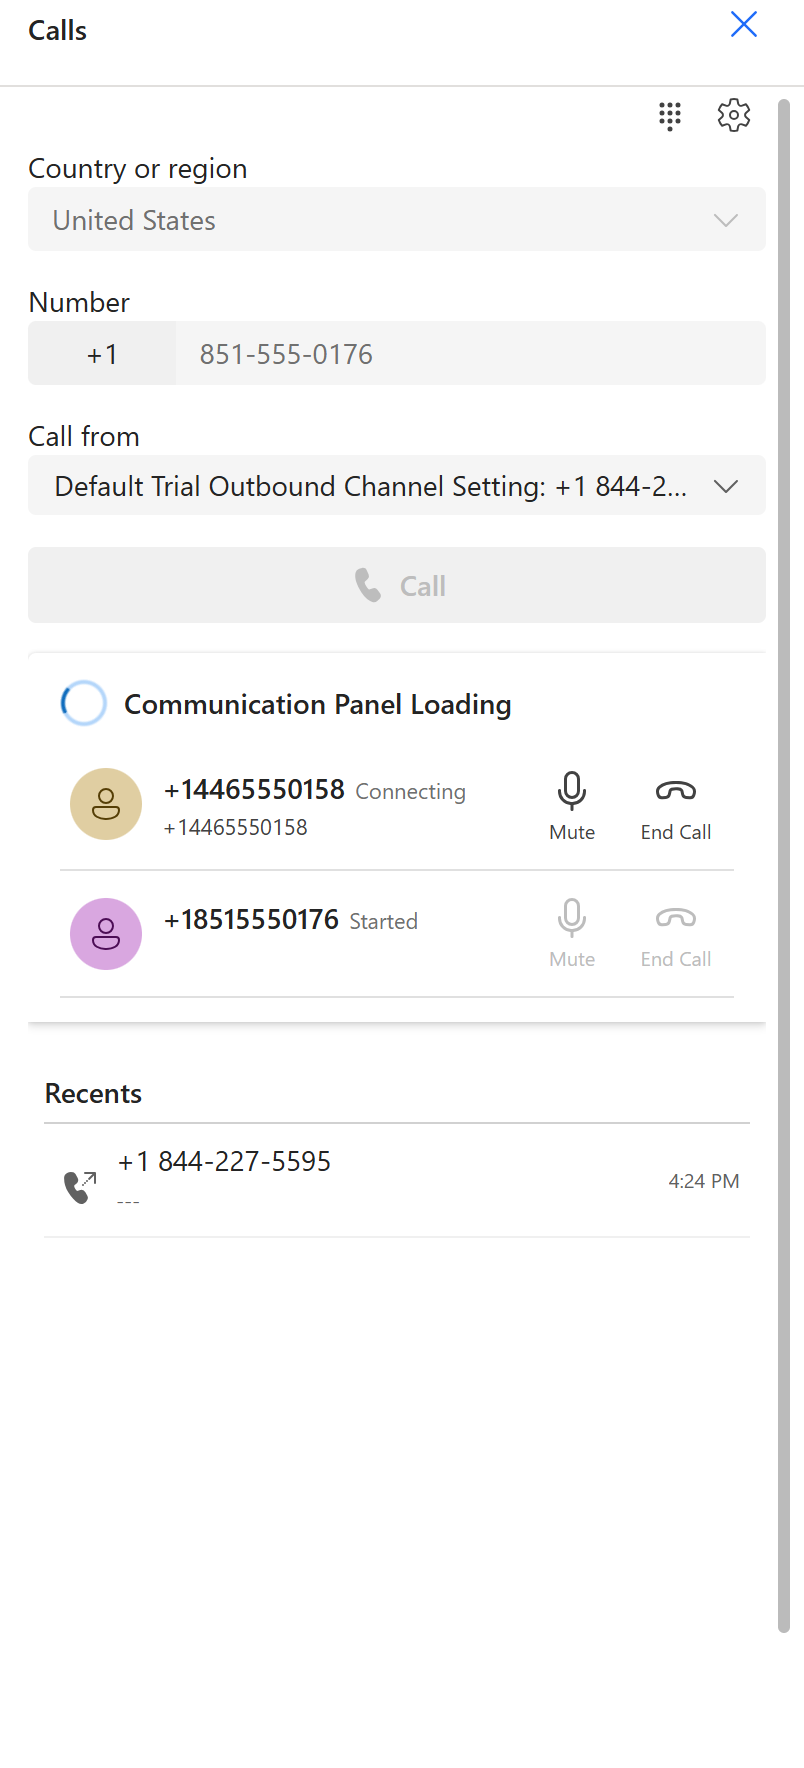 Calls
Country or region
United States
Number
+1 851-555-0176
Call from
Default Trial Outbound Channel Setting: +1 844-2...
Call
Communication Panel Loading
+14465550158 Connecting
+14465550158
Mute End Call
+18515550176 Started
Mute End Call
Recents
+1 844-227-5595
---
4:24 PM